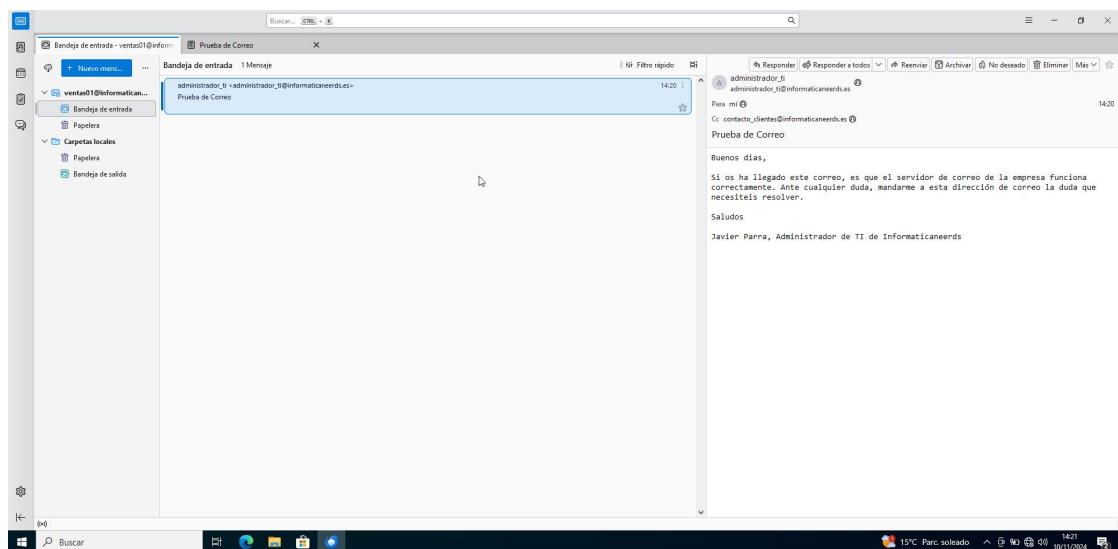 Buscar... CTRL + K
Bandeja de entrada - ventas01@inform
Prueba de Correo
+ Nuevo mens...
ventas01@informatican...
Bandeja de entrada
Papelera
Carpetas locales
Papelera
Bandeja de salida
Bandeja de entrada 1 Mensaje
Filtro rápido
administrador_ti <administrador_ti@informaticaneerds.es>
14:20
Prueba de Correo
Responder Responder a todos Reenviar Archivar No deseado Eliminar Más
A
administrador_ti
administrador_ti@informaticaneerds.es
Para mí
14:20
Cc contacto_clientes@informaticaneerds.es
Prueba de Correo
Buenos dias,
Si os ha llegado este correo, es que el servidor de correo de la empresa funciona
correctamente. Ante cualquier duda, mandarme a esta dirección de correo la duda que
necesiteis resolver.
Saludos
Javier Parra, Administrador de TI de Informaticaneerds
Buscar
15°C Parc. soleado
14:21
10/11/2024